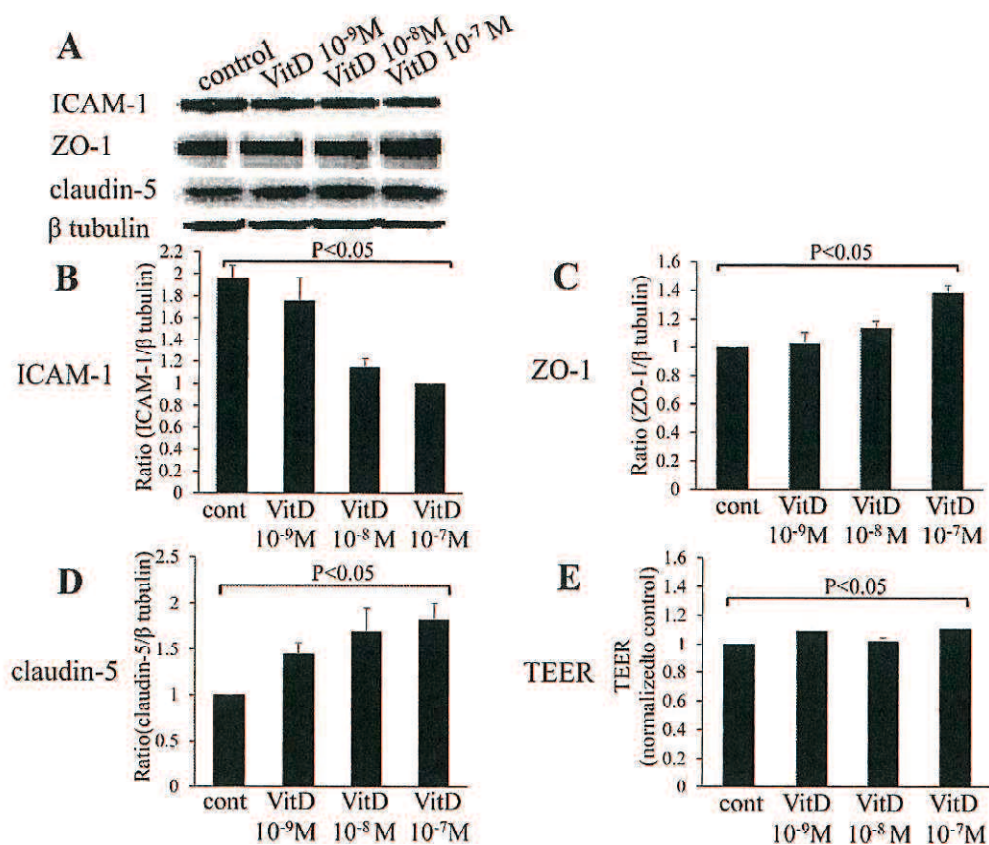 A
control
VitD 10⁻⁹M
VitD 10⁻⁸M
VitD 10⁻⁷ M
ICAM-1
ZO-1
claudin-5
β tubulin
B
ICAM-1
Ratio (ICAM-1/β tubulin)
P<0.05
2.2
2
1.8
1.6
1.4
1.2
1
0.8
0.6
0.4
0.2
0
cont VitD VitD VitD
10⁻⁹M 10⁻⁸ M 10⁻⁷M
C
ZO-1
Ratio (ZO-1/β tubulin)
P<0.05
1.6
1.4
1.2
1
0.8
0.6
0.4
0.2
0
cont VitD VitD VitD
10⁻⁹M 10⁻⁸ M 10⁻⁷M
D
claudin-5
Ratio(claudin-5/β tubulin)
P<0.05
2.5
2
1.5
1
0.5
0
cont VitD VitD VitD
10⁻⁹M 10⁻⁸ M 10⁻⁷M
E
TEER
TEER
(normalizedto control)
P<0.05
1.6
1.4
1.2
1
0.8
0.6
0.4
0.2
0
cont VitD VitD VitD
10⁻⁹M 10⁻⁸ M 10⁻⁷M